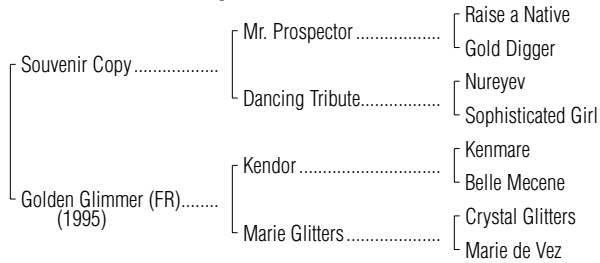 Raise a Native
Mr. Prospector ..................
Gold Digger
Souvenir Copy ..................
Nureyev
Dancing Tribute.................
Sophisticated Girl
Kenmare
Kendor ..............................
Belle Mecene
Golden Glimmer (FR)........
(1995)
Crystal Glitters
Marie Glitters....................
Marie de Vez